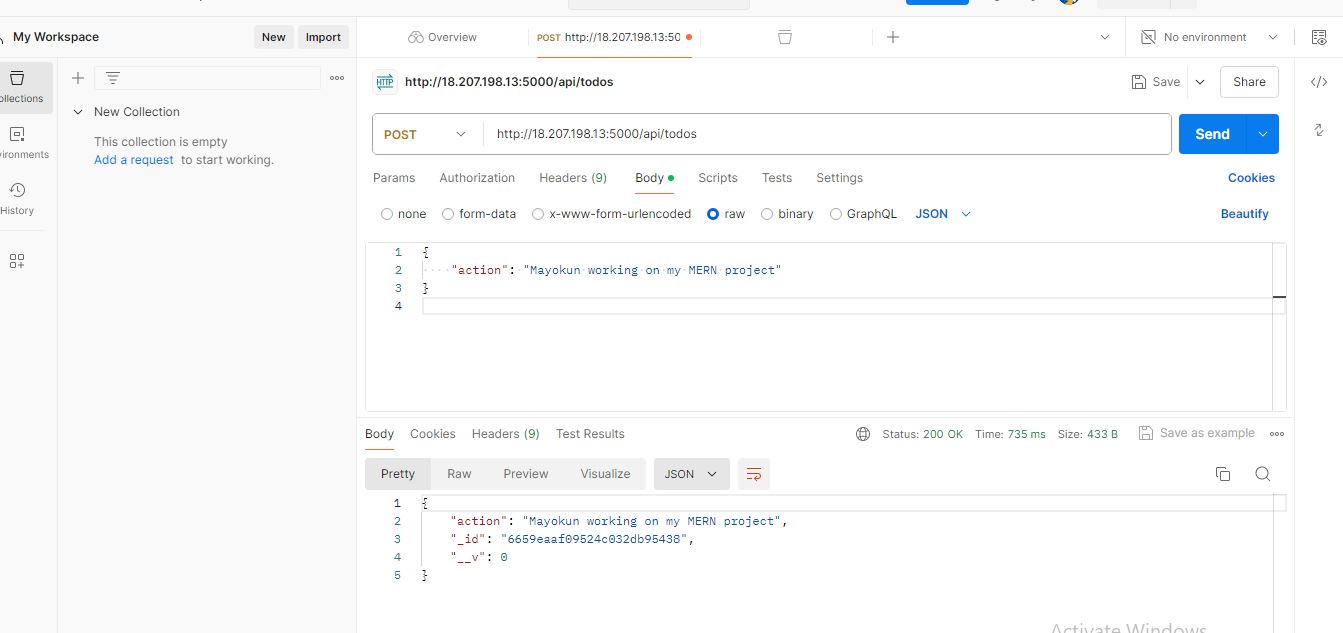 My Workspace
New
Import
Overview
POST http://18.207.198.13:50
No environment
HTTP http://18.207.198.13:5000/api/todos
Save
Share
New Collection
This collection is empty
Add a request to start working.
History
POST
http://18.207.198.13:5000/api/todos
Send
Params
Authorization
Headers (9)
Body
Scripts
Tests
Settings
Cookies
none
form-data
x-www-form-urlencoded
raw
binary
GraphQL
JSON
Beautify
1 {
2 "action": "Mayokun working on my MERN project"
3 }
4
Body
Cookies
Headers (9)
Test Results
Status: 200 OK
Time: 735 ms
Size: 433 B
Save as example
Pretty
Raw
Preview
Visualize
JSON
1 {
2 "action": "Mayokun working on my MERN project",
3 "_id": "6659eaaf09524c032db95438",
4 "__v": 0
5 }
Activate Windows